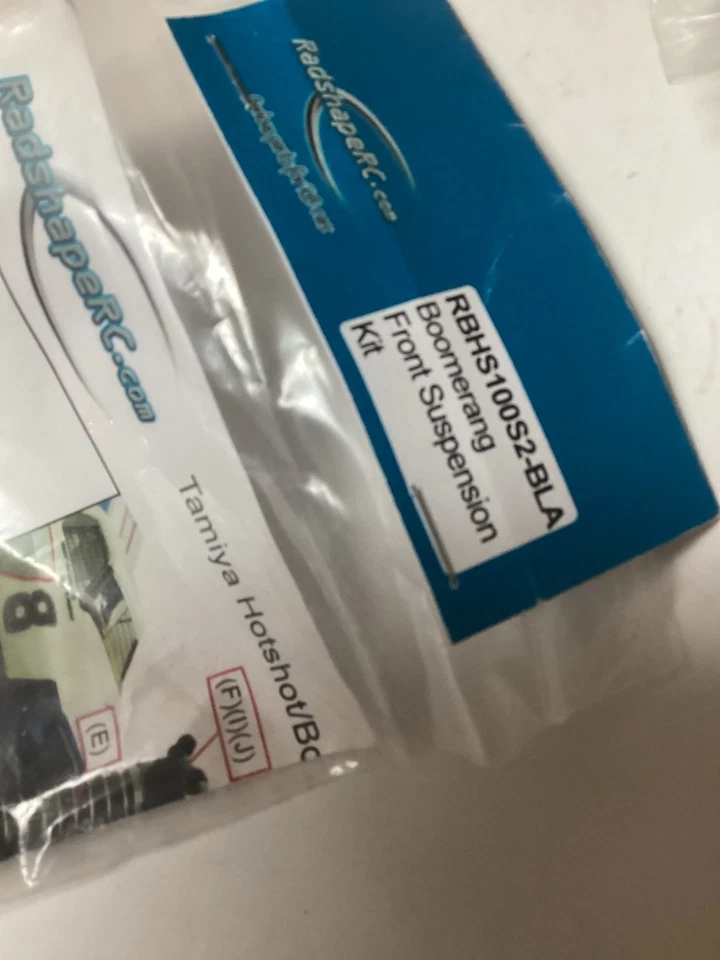 RadshapeRC.com
RBHS100S2-BLA
Boomerang
Front Suspension
Kit
RadshapeRC.com
Tamiya Hotshot/Bo
8
(E)
(F)(I)(J)